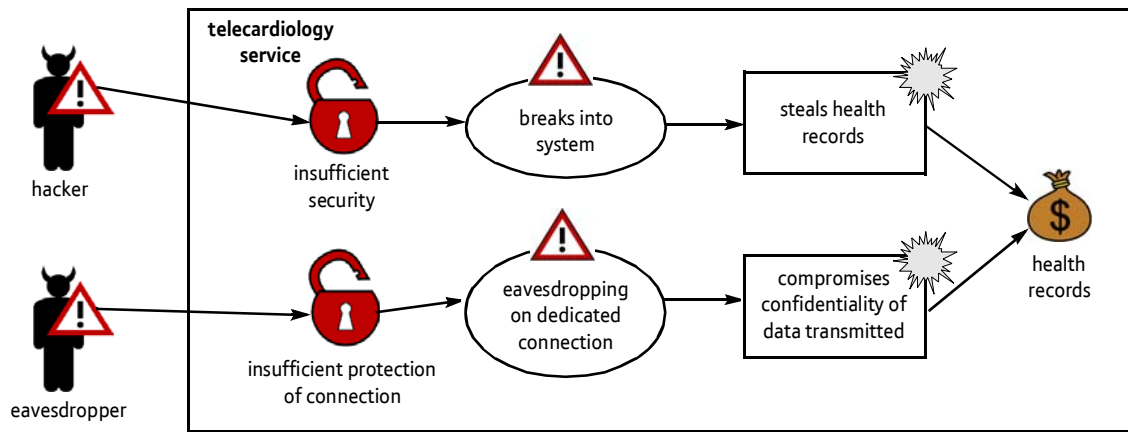 telecardiology
service
hacker
insufficient
security
!
breaks into
system
steals health
records
!
$
health
records
eavesdropper
!
insufficient protection
of connection
!
eavesdropping
on dedicated
connection
compromises
confidentiality of
data transmitted